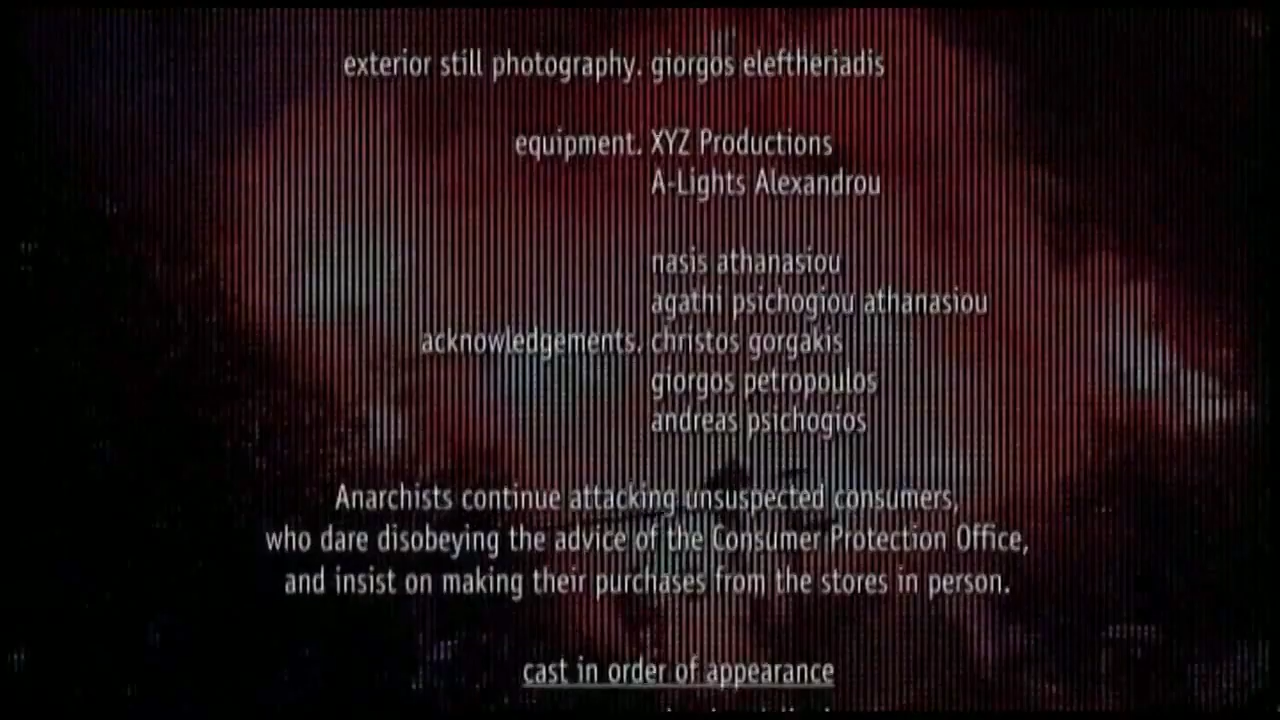 exterior still photography. giorgos eleftheriadis
equipment. XYZ Productions
A-Lights Alexandrou
nasis athanasiou
agathi psichogiou athanasiou
acknowledgements. christos gorgakis
giorgos petropoulos
andreas psichogios
Anarchists continue attacking unsuspected consumers,
who dare disobeying the advice of the Consumer Protection Office,
and insist on making their purchases from the stores in person.
cast in order of appearance